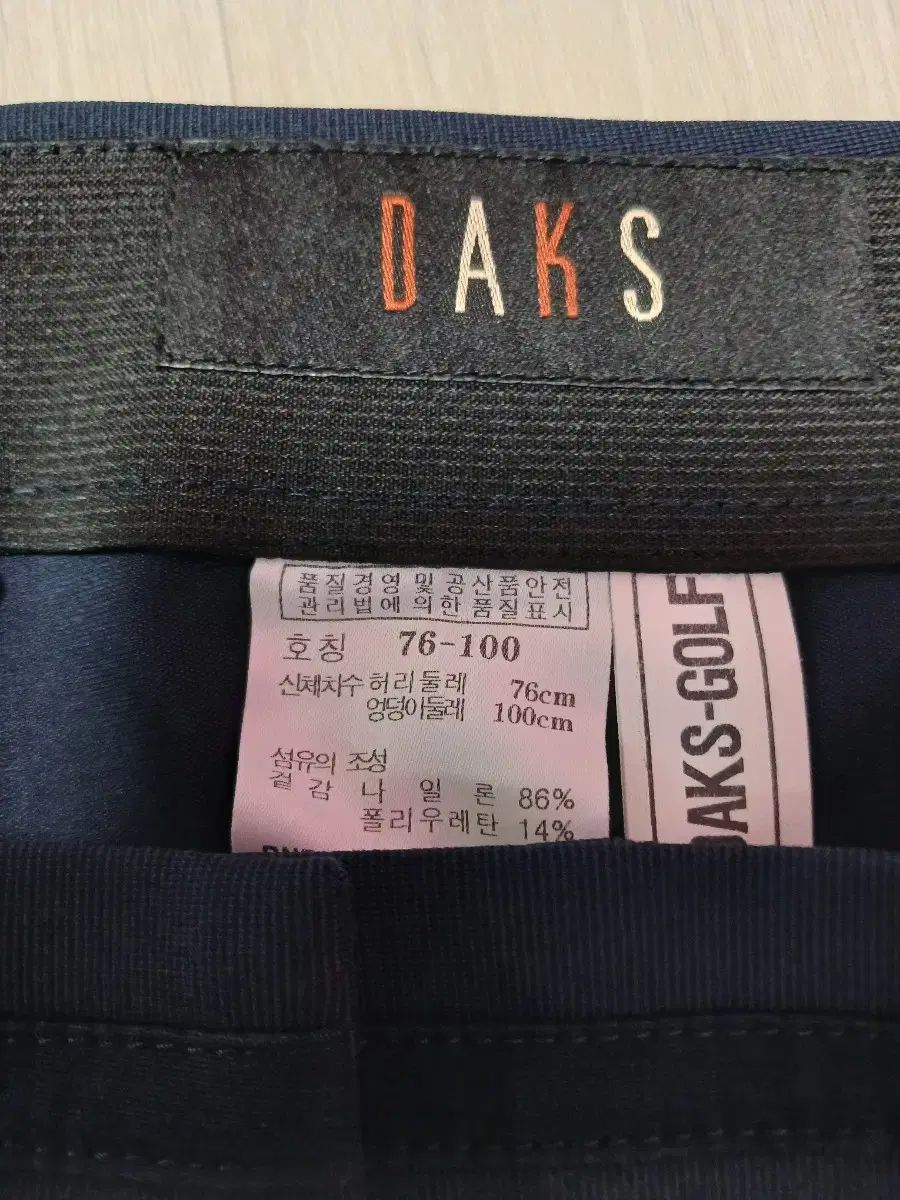 DAKS
품질경영 및 공산품안전
관리법에 의한 품질표시
호칭 76-100
신체치수 허리둘레 76cm
엉덩이둘레 100cm
섬유의 조성
겉감 나일론 86%
폴리우레탄 14%
DAKS-GOLF